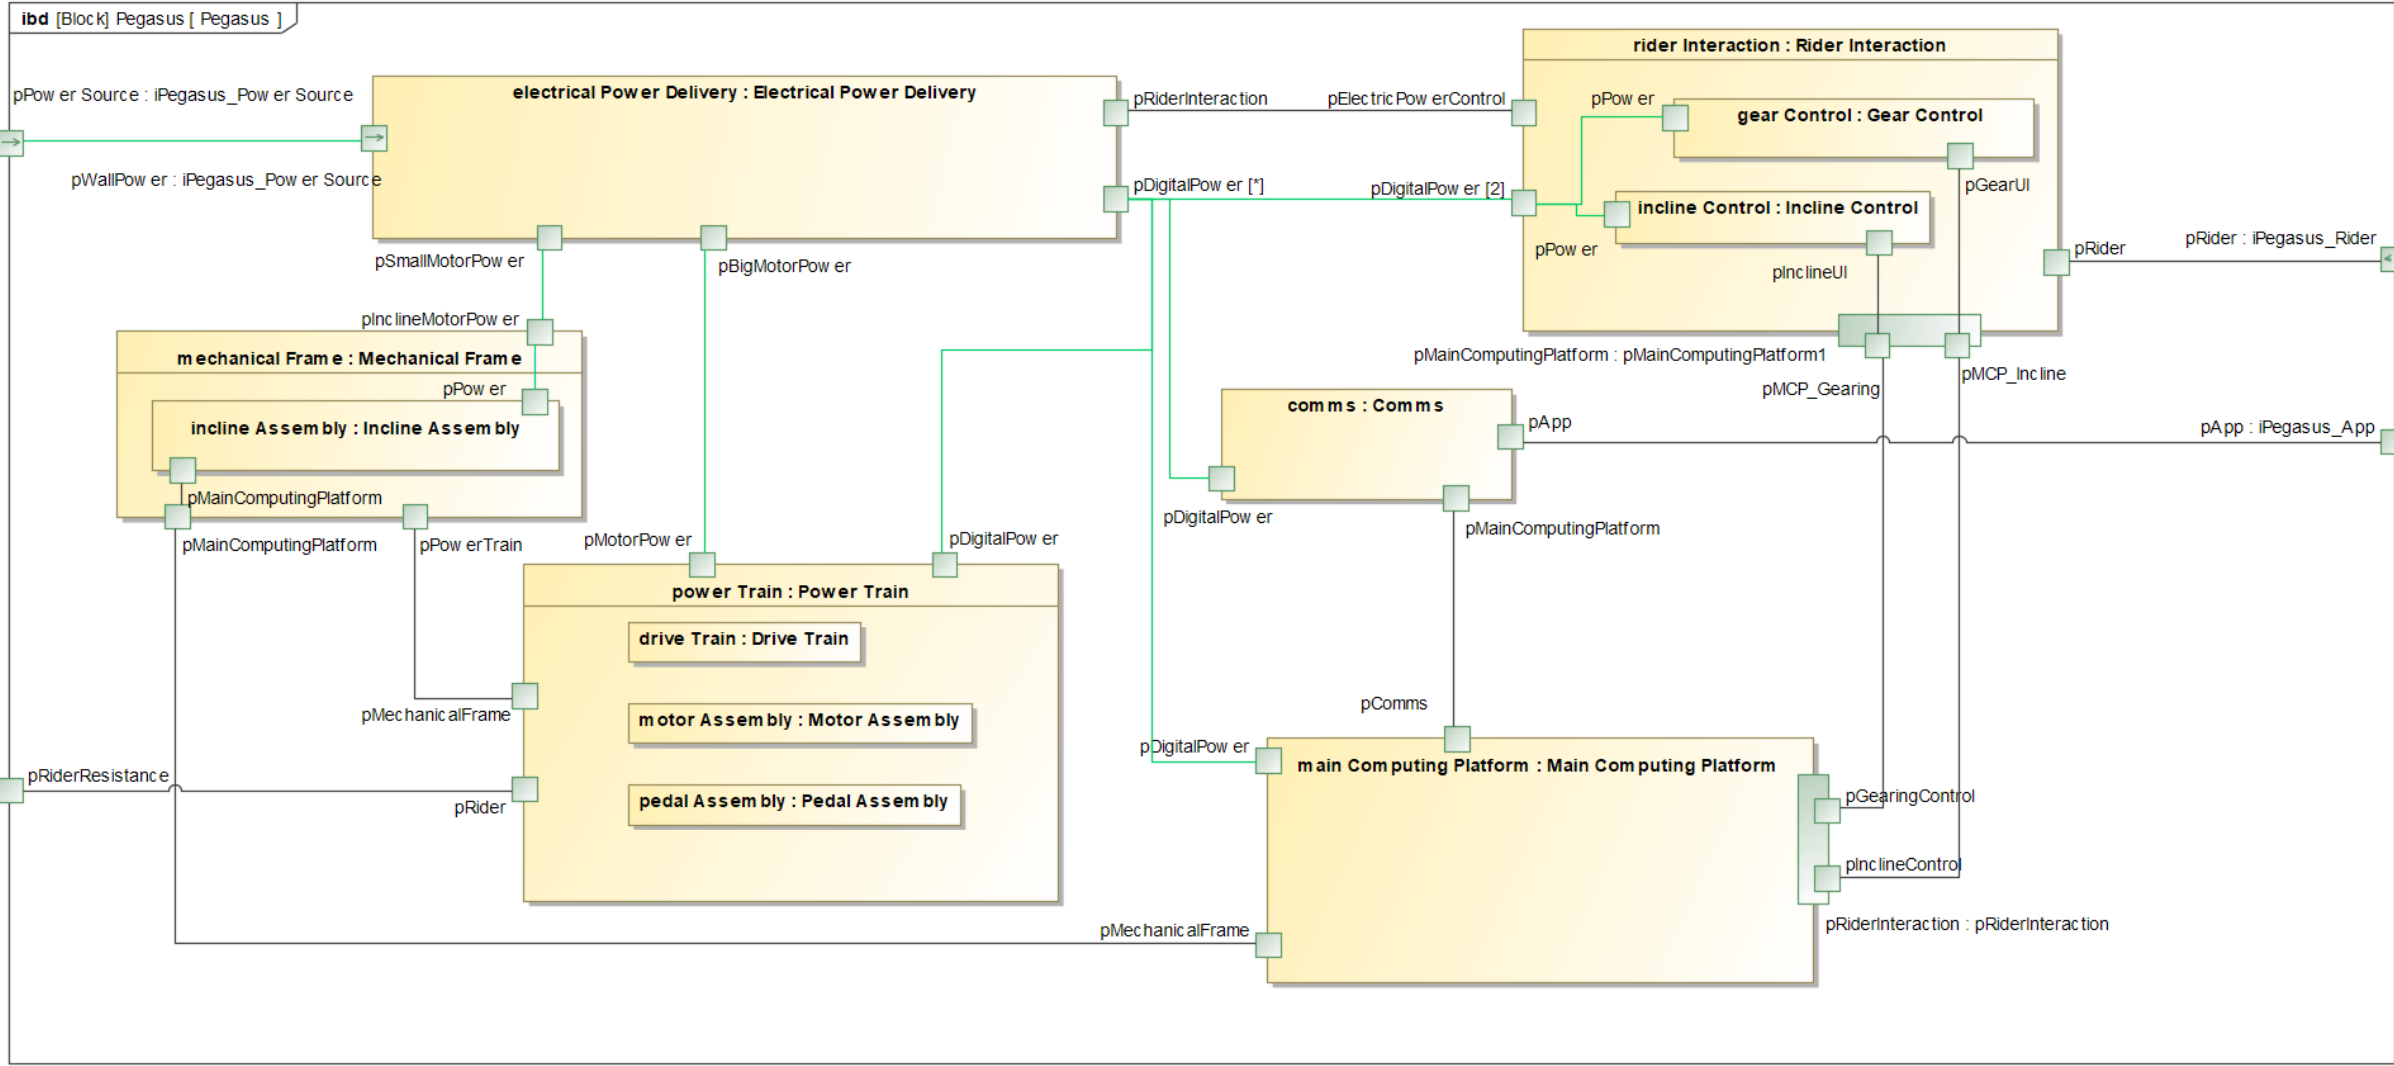 ibd [Block] Pegasus [ Pegasus ]
rider Interaction : Rider Interaction
pPower Source : iPegasus_Power Source
electrical Power Delivery : Electrical Power Delivery
pRiderInteraction
pElectricPowerControl
pPower
gear Control : Gear Control
pWallPower : iPegasus_Power Source
pDigitalPower [*]
pDigitalPower [2]
pGearUI
incline Control : Incline Control
pPower
pInclineUI
pRider
pRider : iPegasus_Rider
pSmallMotorPower
pBigMotorPower
pInclineMotorPower
mechanical Frame : Mechanical Frame
pPower
incline Assembly : Incline Assembly
pMainComputingPlatform
pMainComputingPlatform
pPowerTrain
pMainComputingPlatform : pMainComputingPlatform1
pMCP_Gearing
pMCP_Incline
comms : Comms
pApp
pApp : iPegasus_App
pDigitalPower
pMainComputingPlatform
pMotorPower
pDigitalPower
power Train : Power Train
drive Train : Drive Train
motor Assembly : Motor Assembly
pedal Assembly : Pedal Assembly
pMechanicalFrame
pRiderResistance
pRider
pComms
pDigitalPower
main Computing Platform : Main Computing Platform
pGearingControl
pInclineControl
pRiderInteraction : pRiderInteraction
pMechanicalFrame